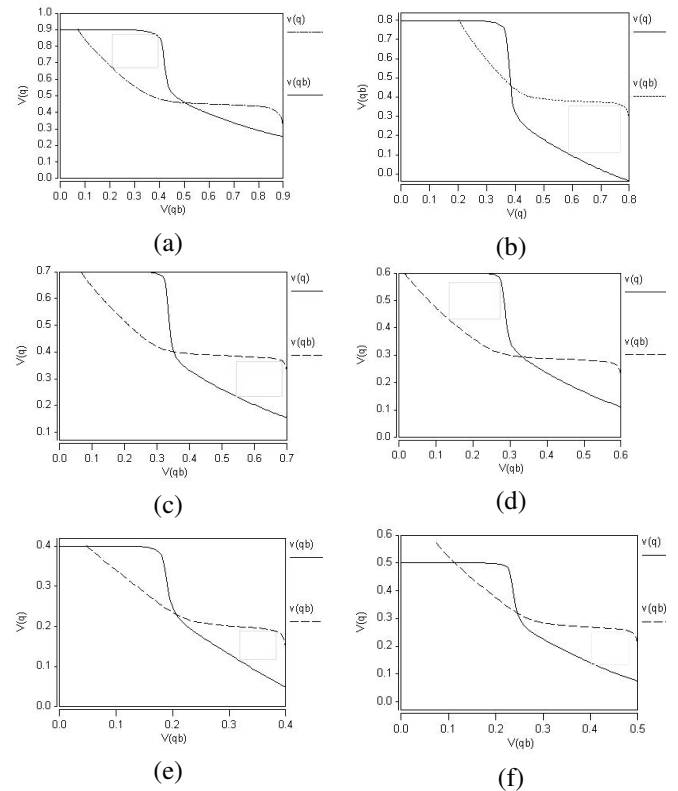 1.0
0.9
0.8
0.7
0.6
0.5
0.4
0.3
0.2
0.1
0.0
V(q)
0.0 0.1 0.2 0.3 0.4 0.5 0.6 0.7 0.8 0.9
V(qb)
v(q)
v(qb)
(a)
0.8
0.7
0.6
0.5
0.4
0.3
0.2
0.1
0.0
V(qb)
0.0 0.1 0.2 0.3 0.4 0.5 0.6 0.7 0.8
V(q)
v(q)
v(qb)
(b)
0.7
0.6
0.5
0.4
0.3
0.2
0.1
V(q)
0.0 0.1 0.2 0.3 0.4 0.5 0.6 0.7
V(qb)
v(q)
v(qb)
(c)
0.6
0.5
0.4
0.3
0.2
0.1
0.0
V(q)
0.0 0.1 0.2 0.3 0.4 0.5 0.6
V(qb)
v(q)
v(qb)
(d)
0.4
0.3
0.2
0.1
0.0
V(q)
0.0 0.1 0.2 0.3 0.4
V(qb)
v(qb)
v(qb)
(e)
0.6
0.5
0.4
0.3
0.2
0.1
0.0
V(q)
0.0 0.1 0.2 0.3 0.4 0.5
V(qb)
v(q)
v(qb)
(f)